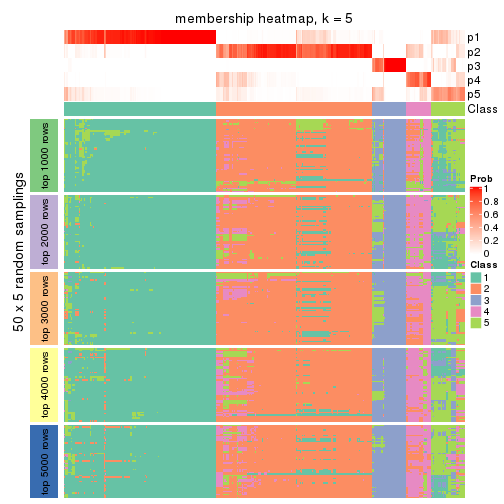 membership heatmap, k = 5
p1
p2
p3
p4
p5
Class
50 x 5 random samplings
top 1000 rows
top 2000 rows
top 3000 rows
top 4000 rows
top 5000 rows
Prob
1
0.8
0.6
0.4
0.2
0
Class
1
2
3
4
5